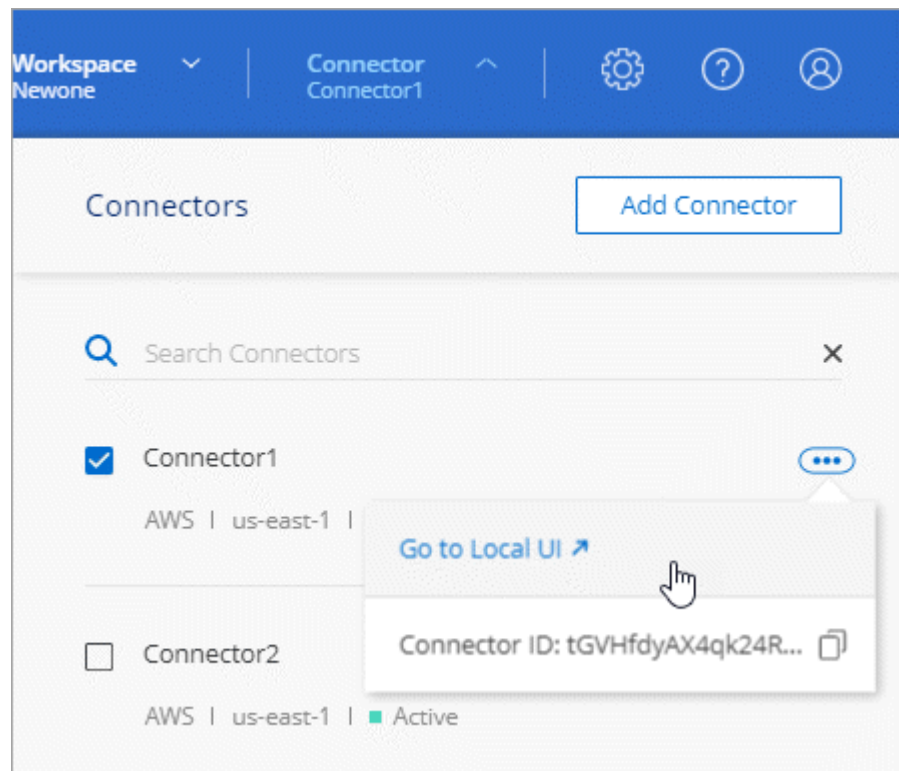 Workspace
Newone
Connector
Connector1
Connectors
Add Connector
Search Connectors
Connector1
AWS | us-east-1 |
Go to Local UI
Connector ID: tGVHfdyAX4qk24R...
Connector2
AWS | us-east-1 | Active